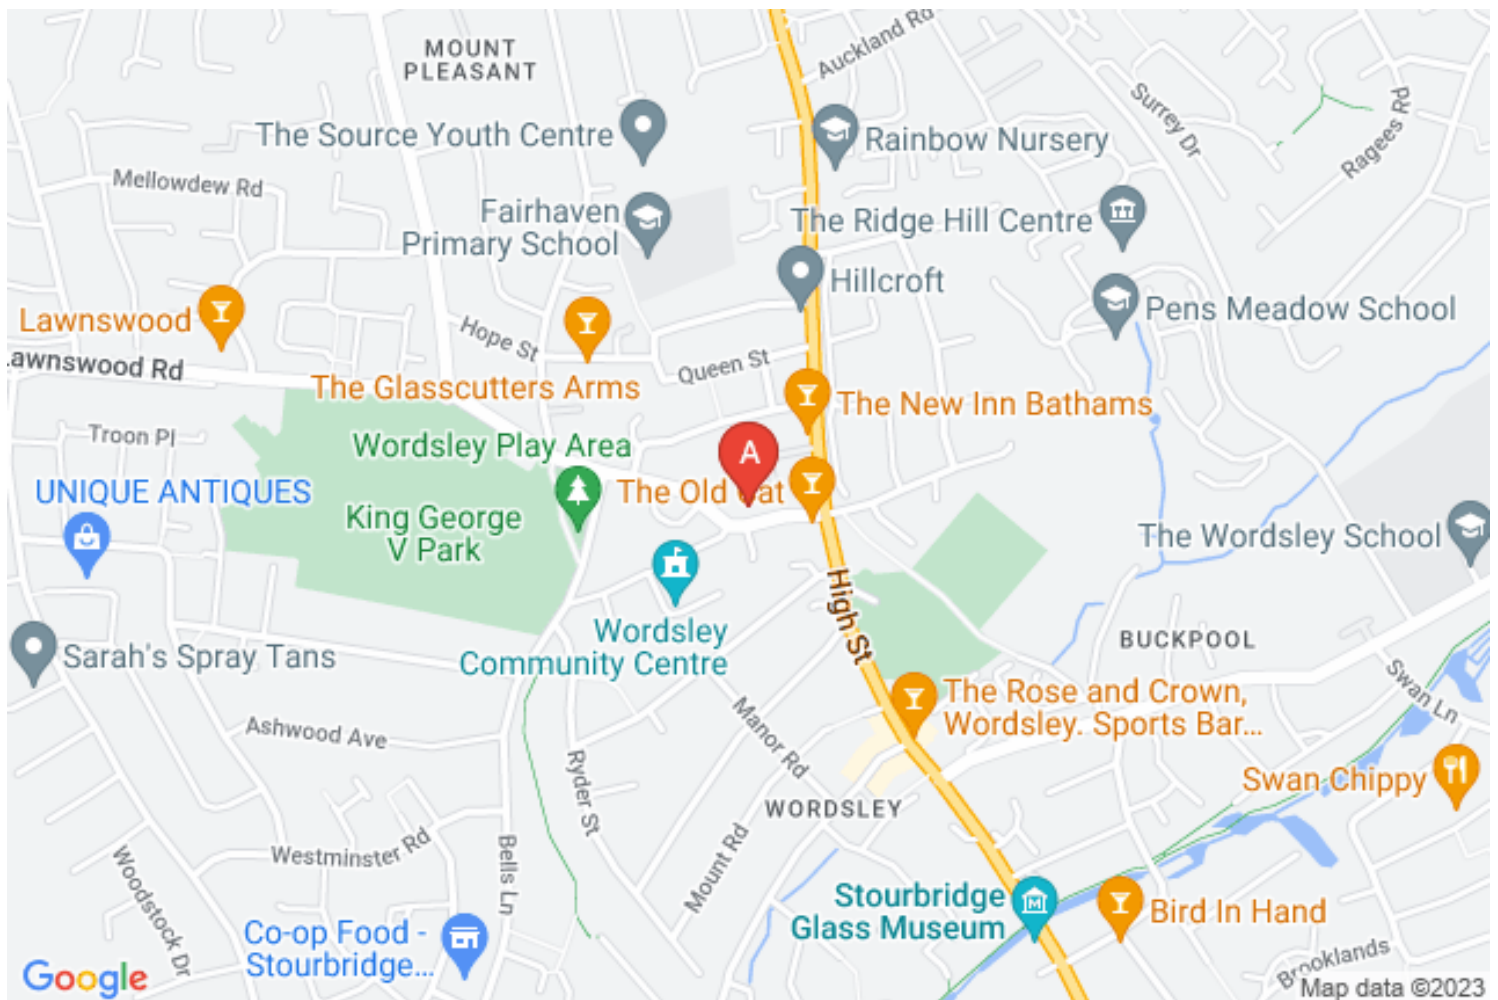 MOUNT
PLEASANT
Auckland Rd
The Source Youth Centre
Rainbow Nursery
Surrey Dr
Ragees Rd
Mellowdew Rd
Fairhaven
Primary School
The Ridge Hill Centre
Hillcroft
Pens Meadow School
Lawnswood
Hope St
Lawnswood Rd
Queen St
The Glasscutters Arms
The New Inn Bathams
Troon Pl
Wordsley Play Area
A
UNIQUE ANTIQUES
The Old Cat
King George
V Park
The Wordsley School
High St
Wordsley
Community Centre
BUCKPOOL
Sarah's Spray Tans
Swan Ln
The Rose and Crown,
Wordsley. Sports Bar...
Ashwood Ave
Manor Rd
Ryder St
Swan Chippy
WORDSLEY
Westminster Rd
Bells Ln
Mount Rd
Woodstock Dr
Stourbridge
Glass Museum
M
Bird In Hand
Co-op Food -
Stourbridge...
Brooklands
Google
Map data ©2023